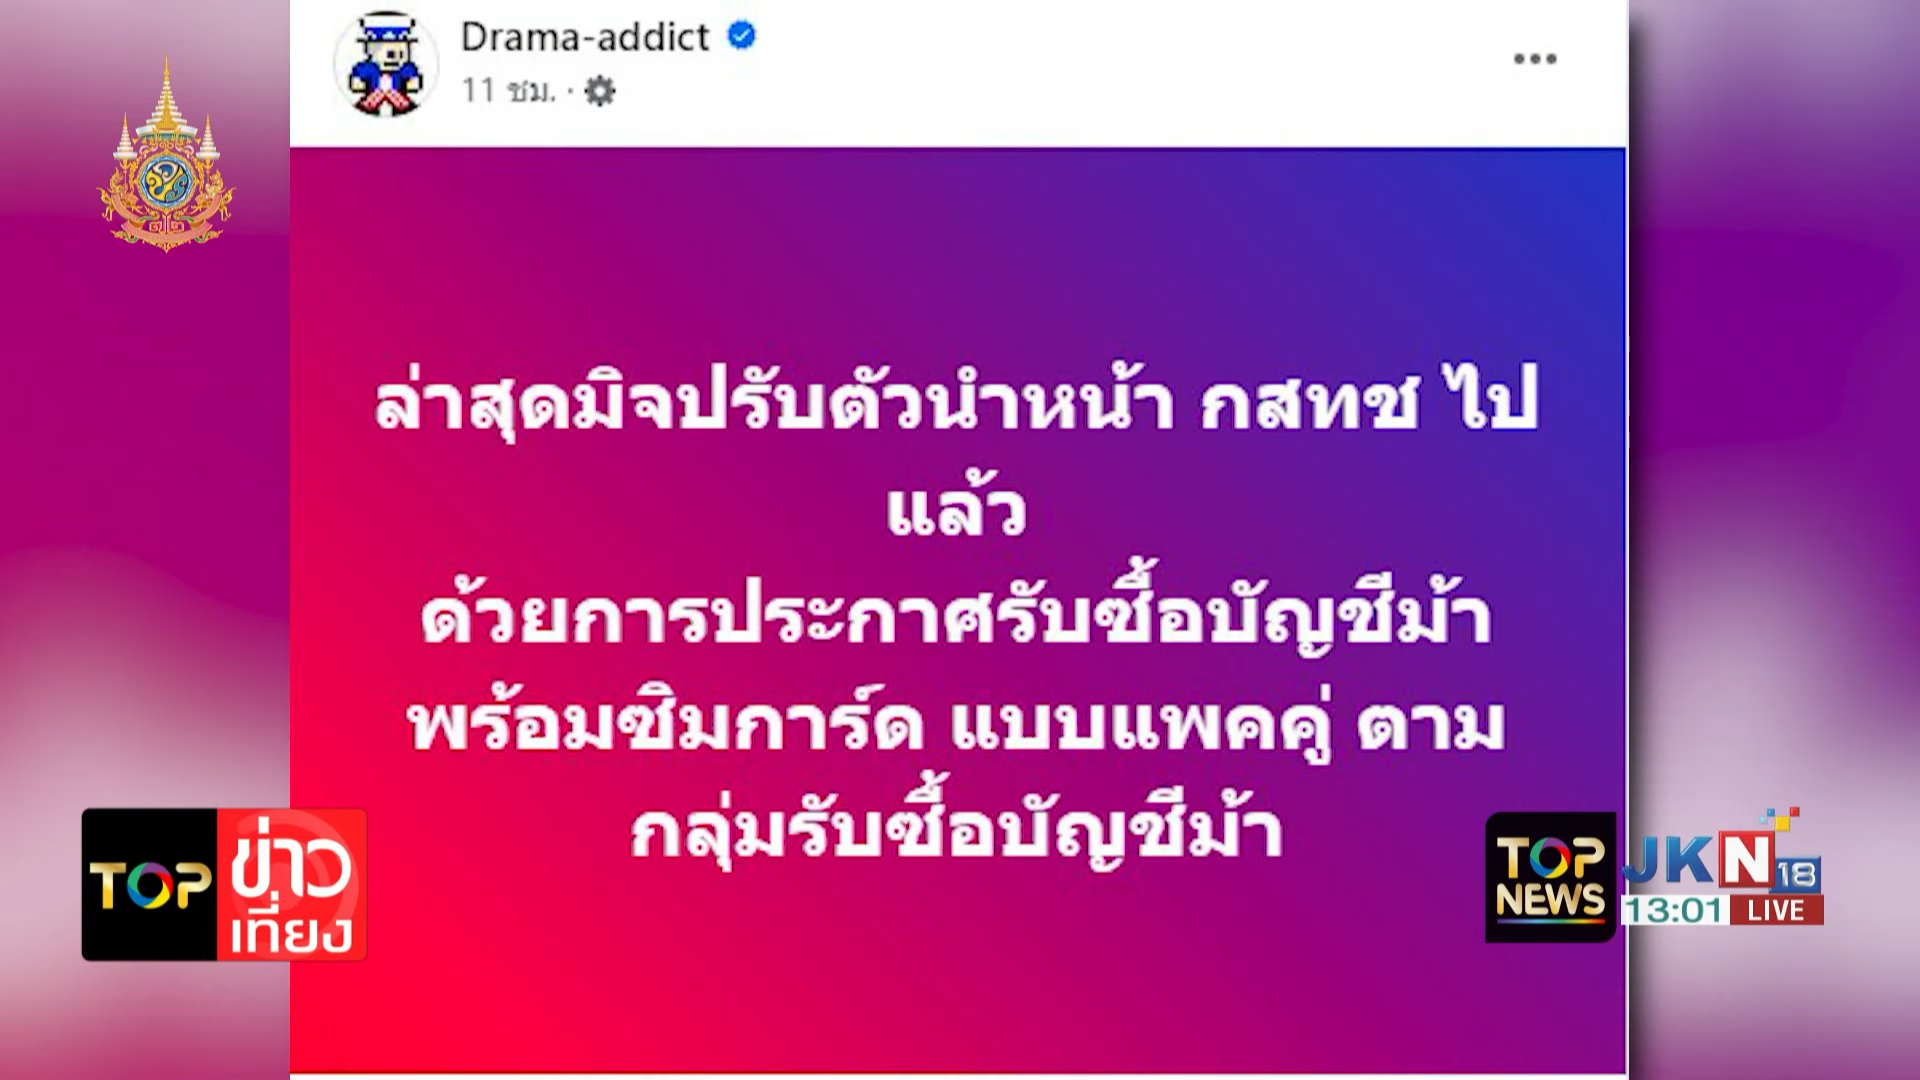 Drama-addict
11 ชม.
ล่าสุดมิจปรับตัวนำหน้า กสทช ไป
แล้ว
ด้วยการประกาศรับซื้อบัญชีม้า
พร้อมซิมการ์ด แบบแพคคู่ ตาม
กลุ่มรับซื้อบัญชีม้า
TOP ข่าว
เที่ยง
TOP
NEWS
JKN 18
13:01 LIVE